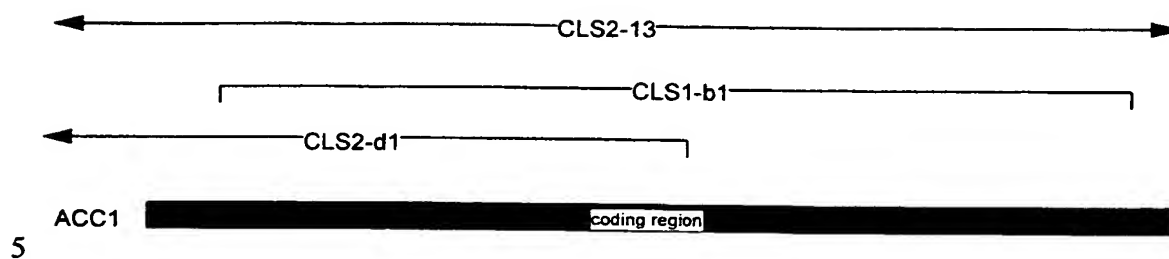 CLS2-13
CLS1-b1
CLS2-d1
ACC1 coding region
5